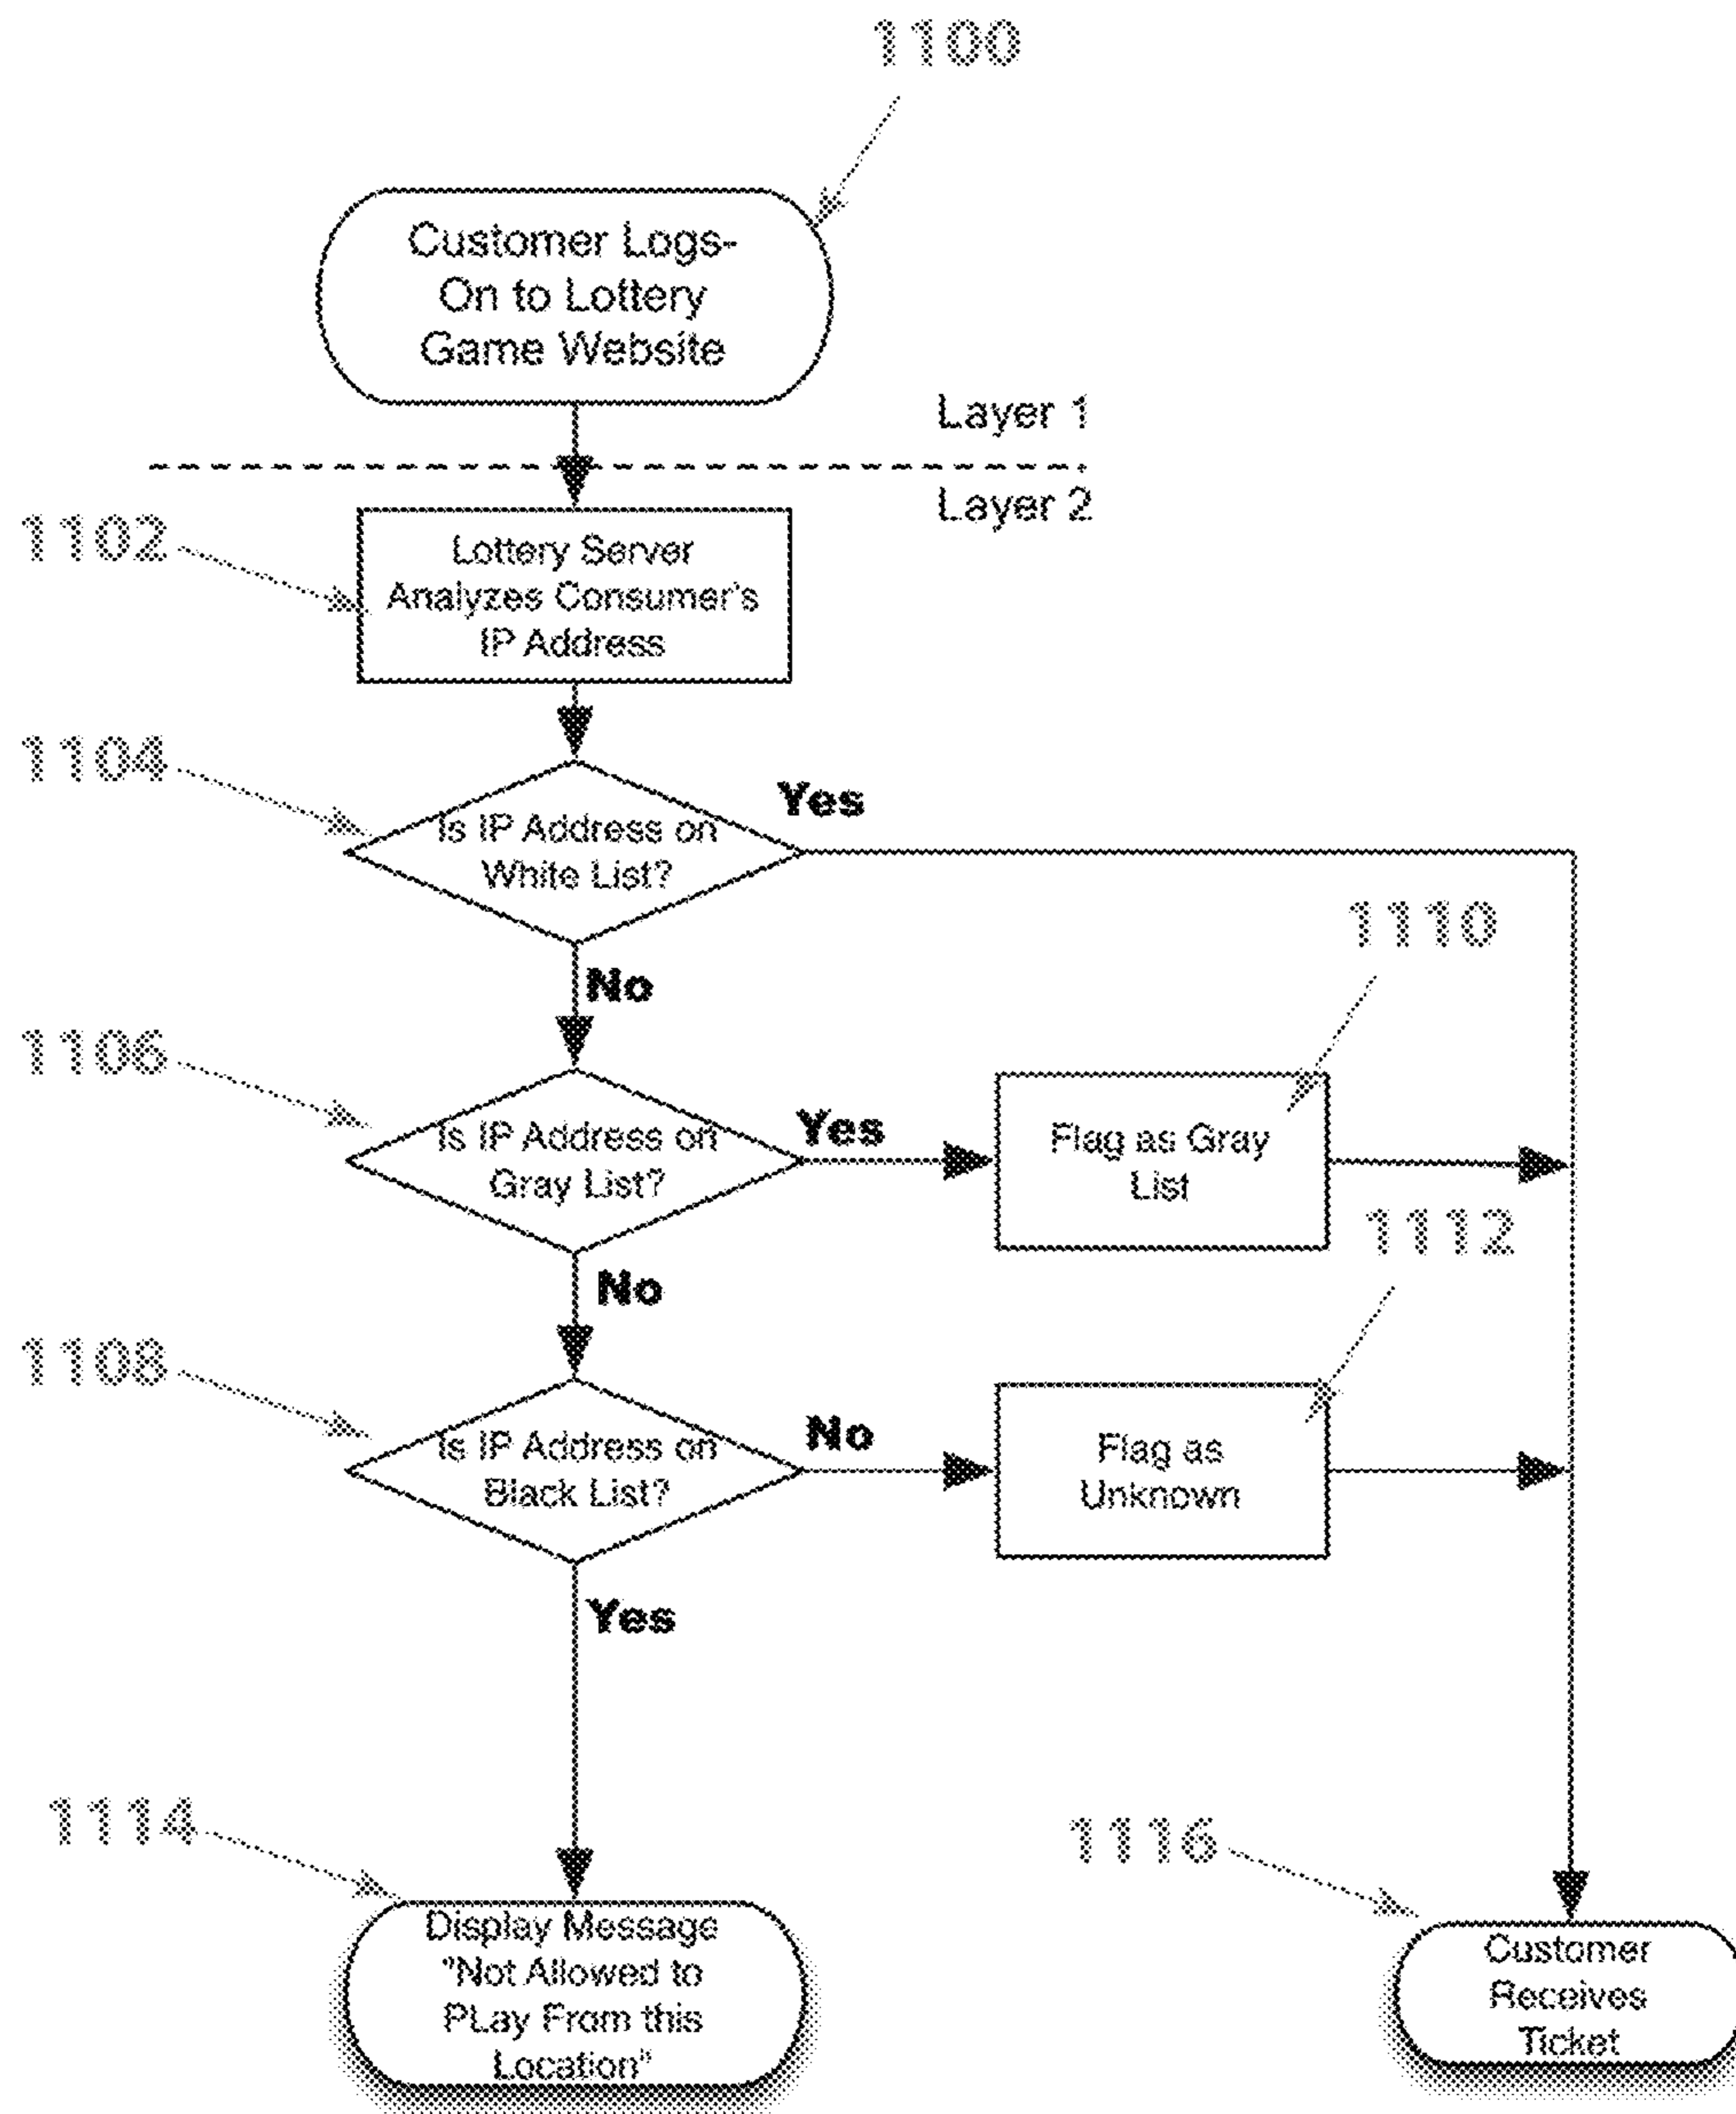 1100
Customer Logs-
On to Lottery
Game Website
Layer 1
Layer 2
1102
Lottery Server
Analyzes Consumer's
IP Address
1104
Is IP Address on
White List?
Yes
No
1110
1106
Is IP Address on
Gray List?
Yes
Flag as Gray
List
No
1112
1108
Is IP Address on
Black List?
No
Flag as
Unknown
Yes
1114
Display Message
"Not Allowed to
PLay From this
Location"
1116
Customer
Receives
Ticket